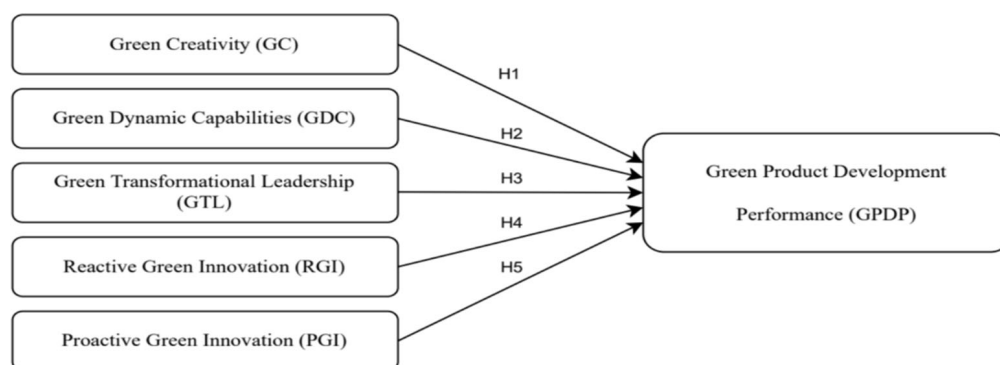 Green Creativity (GC)
H1
Green Dynamic Capabilities (GDC)
H2
Green Transformational Leadership
(GTL)
H3
Green Product Development
Performance (GPDP)
H4
Reactive Green Innovation (RGI)
H5
Proactive Green Innovation (PGI)